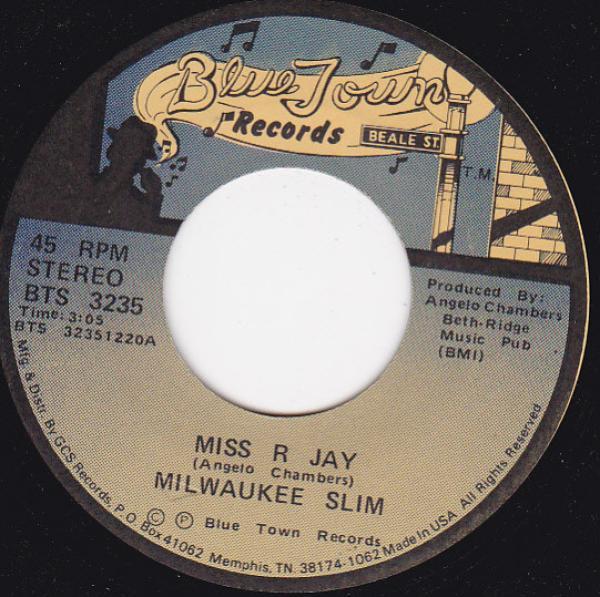 Blue Town
Records
BEALE ST.
T.M.
45 RPM
STEREO
BTS 3235
Time: 3:05
BTS 32351220A
Produced By:
Angelo Chambers
Beth-Ridge
Music Pub
(BMI)
MISS R JAY
(Angelo Chambers)
MILWAUKEE SLIM
© ℗ Blue Town Records
Mfg. & Distr. By GCS Records, P.O. Box 41062 Memphis, TN. 38174-1062 Made In USA All Rights Reserved